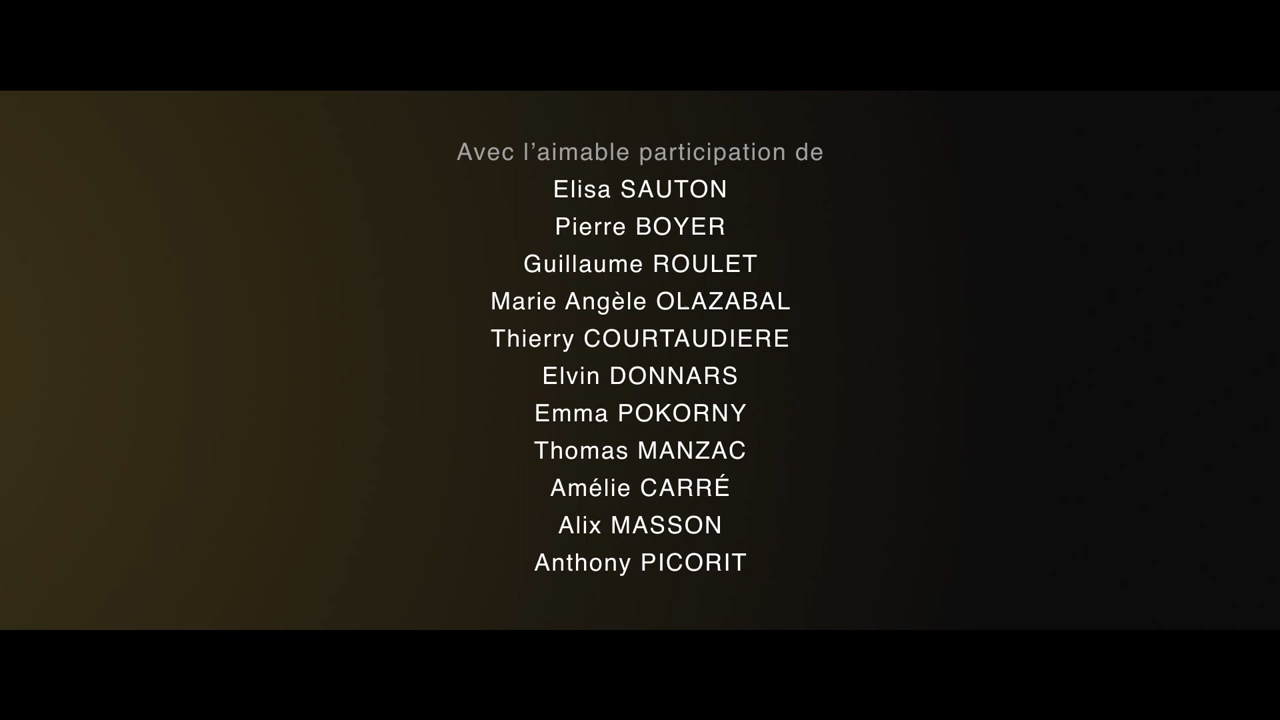 Avec l’aimable participation de
Elisa SAUTON
Pierre BOYER
Guillaume ROULET
Marie Angèle OLAZABAL
Thierry COURTAUDIERE
Elvin DONNARS
Emma POKORNY
Thomas MANZAC
Amélie CARRÉ
Alix MASSON
Anthony PICORIT